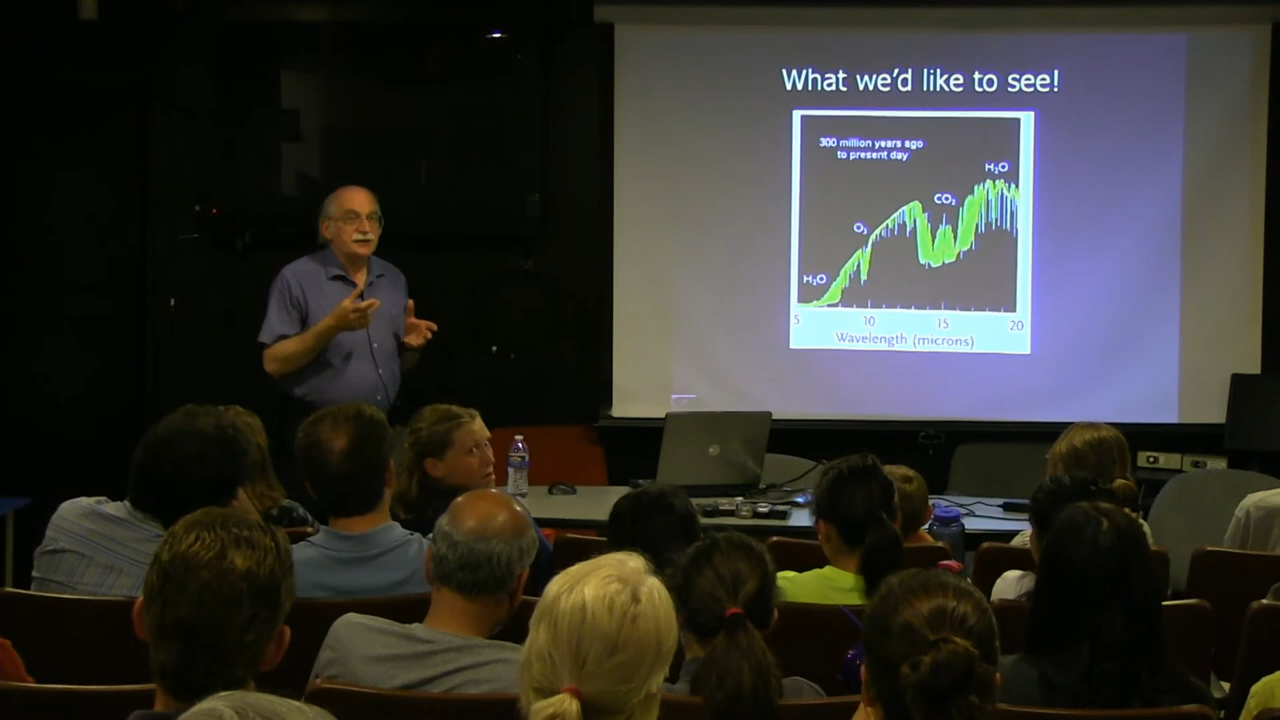 What we'd like to see!
300 million years ago
to present day
H₂O
CO₂
O₃
H₂O
5 10 15 20
Wavelength (microns)